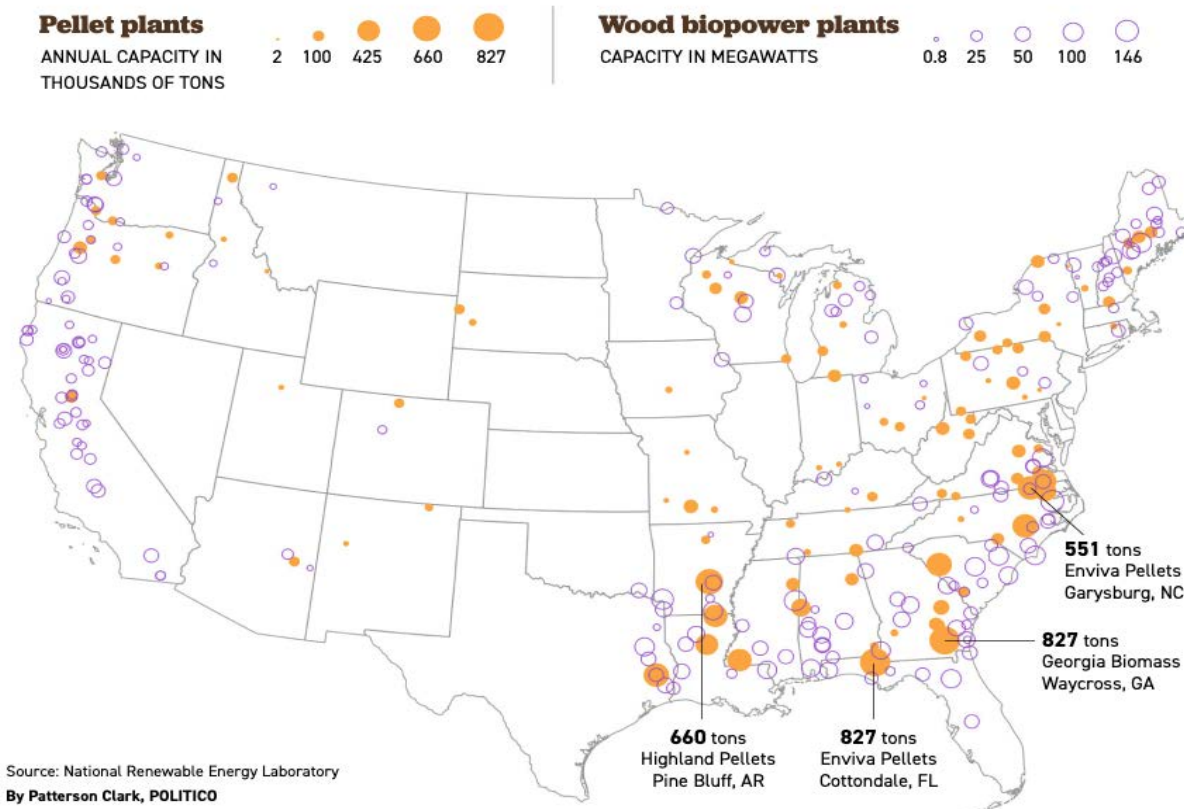 Pellet plants
ANNUAL CAPACITY IN
THOUSANDS OF TONS
2 100 425 660 827
Wood biopower plants
CAPACITY IN MEGAWATTS
0.8 25 50 100 146
551 tons
Enviva Pellets
Garysburg, NC
827 tons
Georgia Biomass
Waycross, GA
660 tons
Highland Pellets
Pine Bluff, AR
827 tons
Enviva Pellets
Cottondale, FL
Source: National Renewable Energy Laboratory
By Patterson Clark, POLITICO